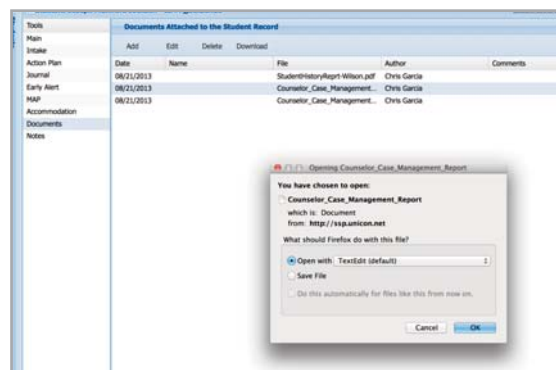 Tools
Documents Attached to the Student Record
Main
Intake
Action Plan
Journal
Early Alert
MAP
Accommodation
Documents
Notes
Add Edit Delete Download
Date Name File Author Comments
08/21/2013 StudentHistoryReprt-Wilson.pdf Chris Garcia
08/21/2013 Counselor_Case_Management... Chris Garcia
08/21/2013 Counselor_Case_Management... Chris Garcia
Opening Counselor_Case_Management_Report
You have chosen to open:
Counselor_Case_Management_Report
which is: Document
from: http://ssp.unicon.net
What should Firefox do with this file?
Open with TextEdit (default)
Save File
Do this automatically for files like this from now on.
Cancel OK